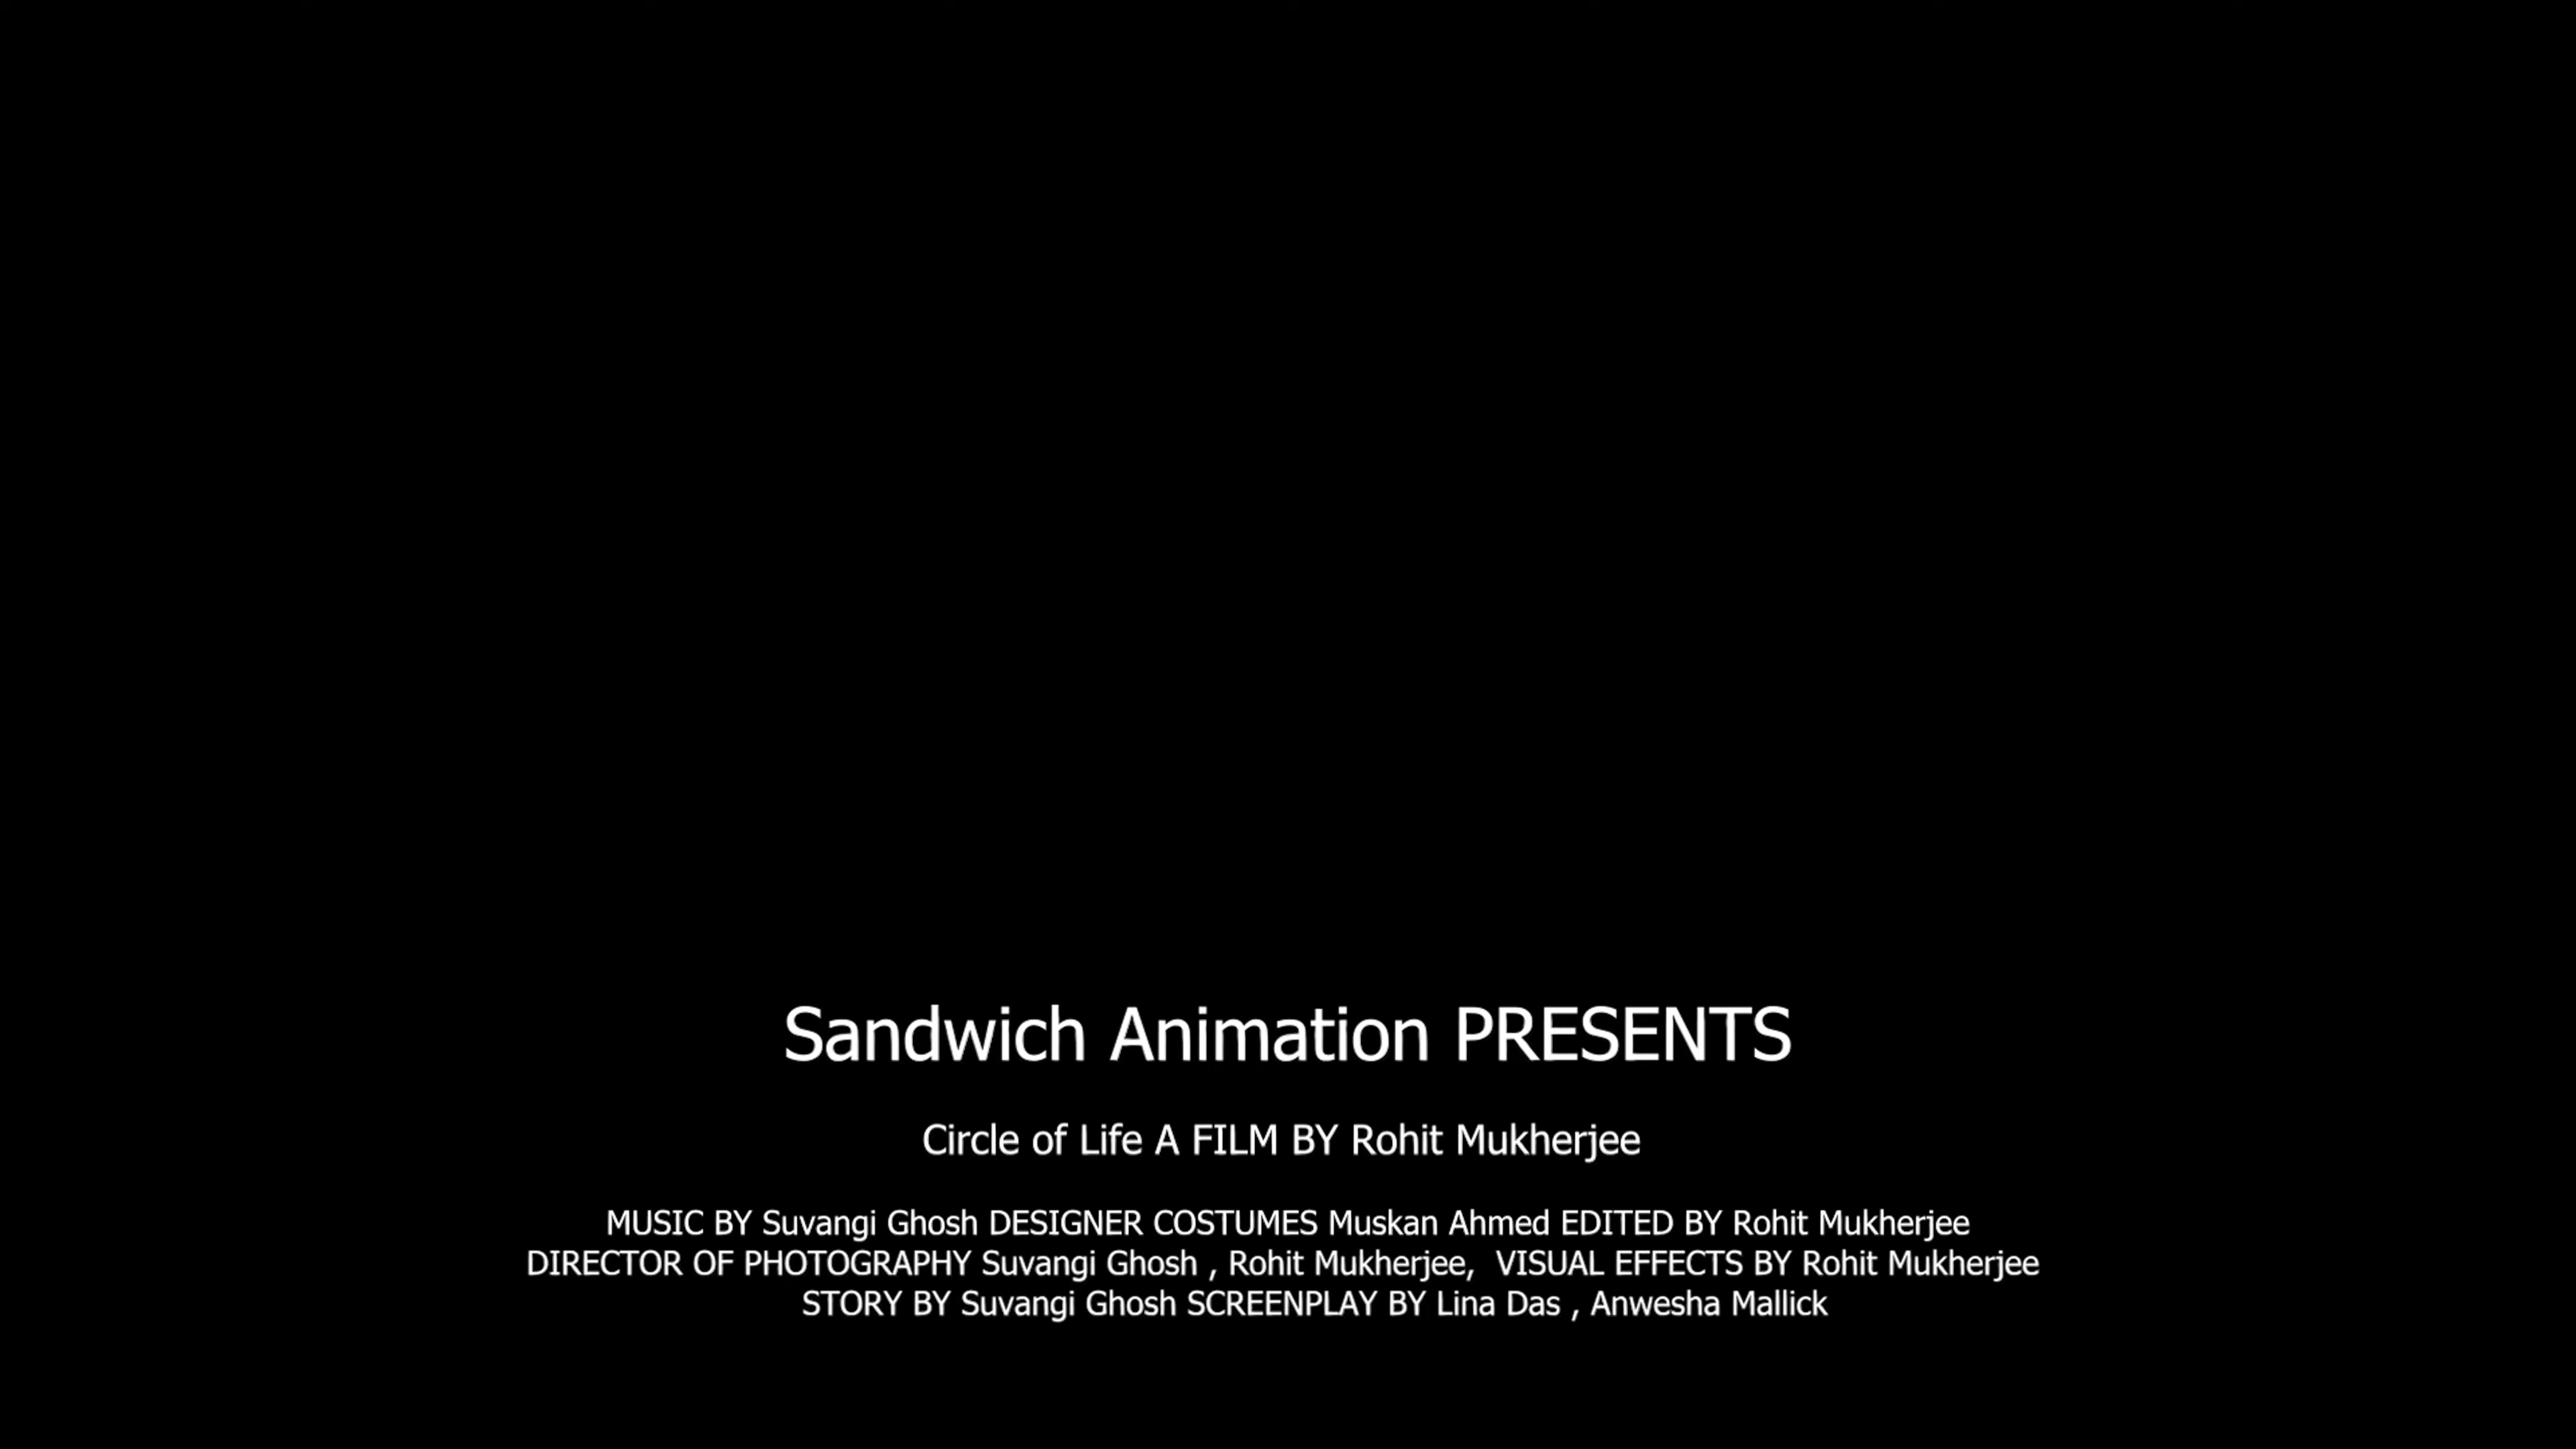 Sandwich Animation PRESENTS
Circle of Life A FILM BY Rohit Mukherjee
MUSIC BY Suvangi Ghosh DESIGNER COSTUMES Muskan Ahmed EDITED BY Rohit Mukherjee
DIRECTOR OF PHOTOGRAPHY Suvangi Ghosh , Rohit Mukherjee,  VISUAL EFFECTS BY Rohit Mukherjee
STORY BY Suvangi Ghosh SCREENPLAY BY Lina Das , Anwesha Mallick